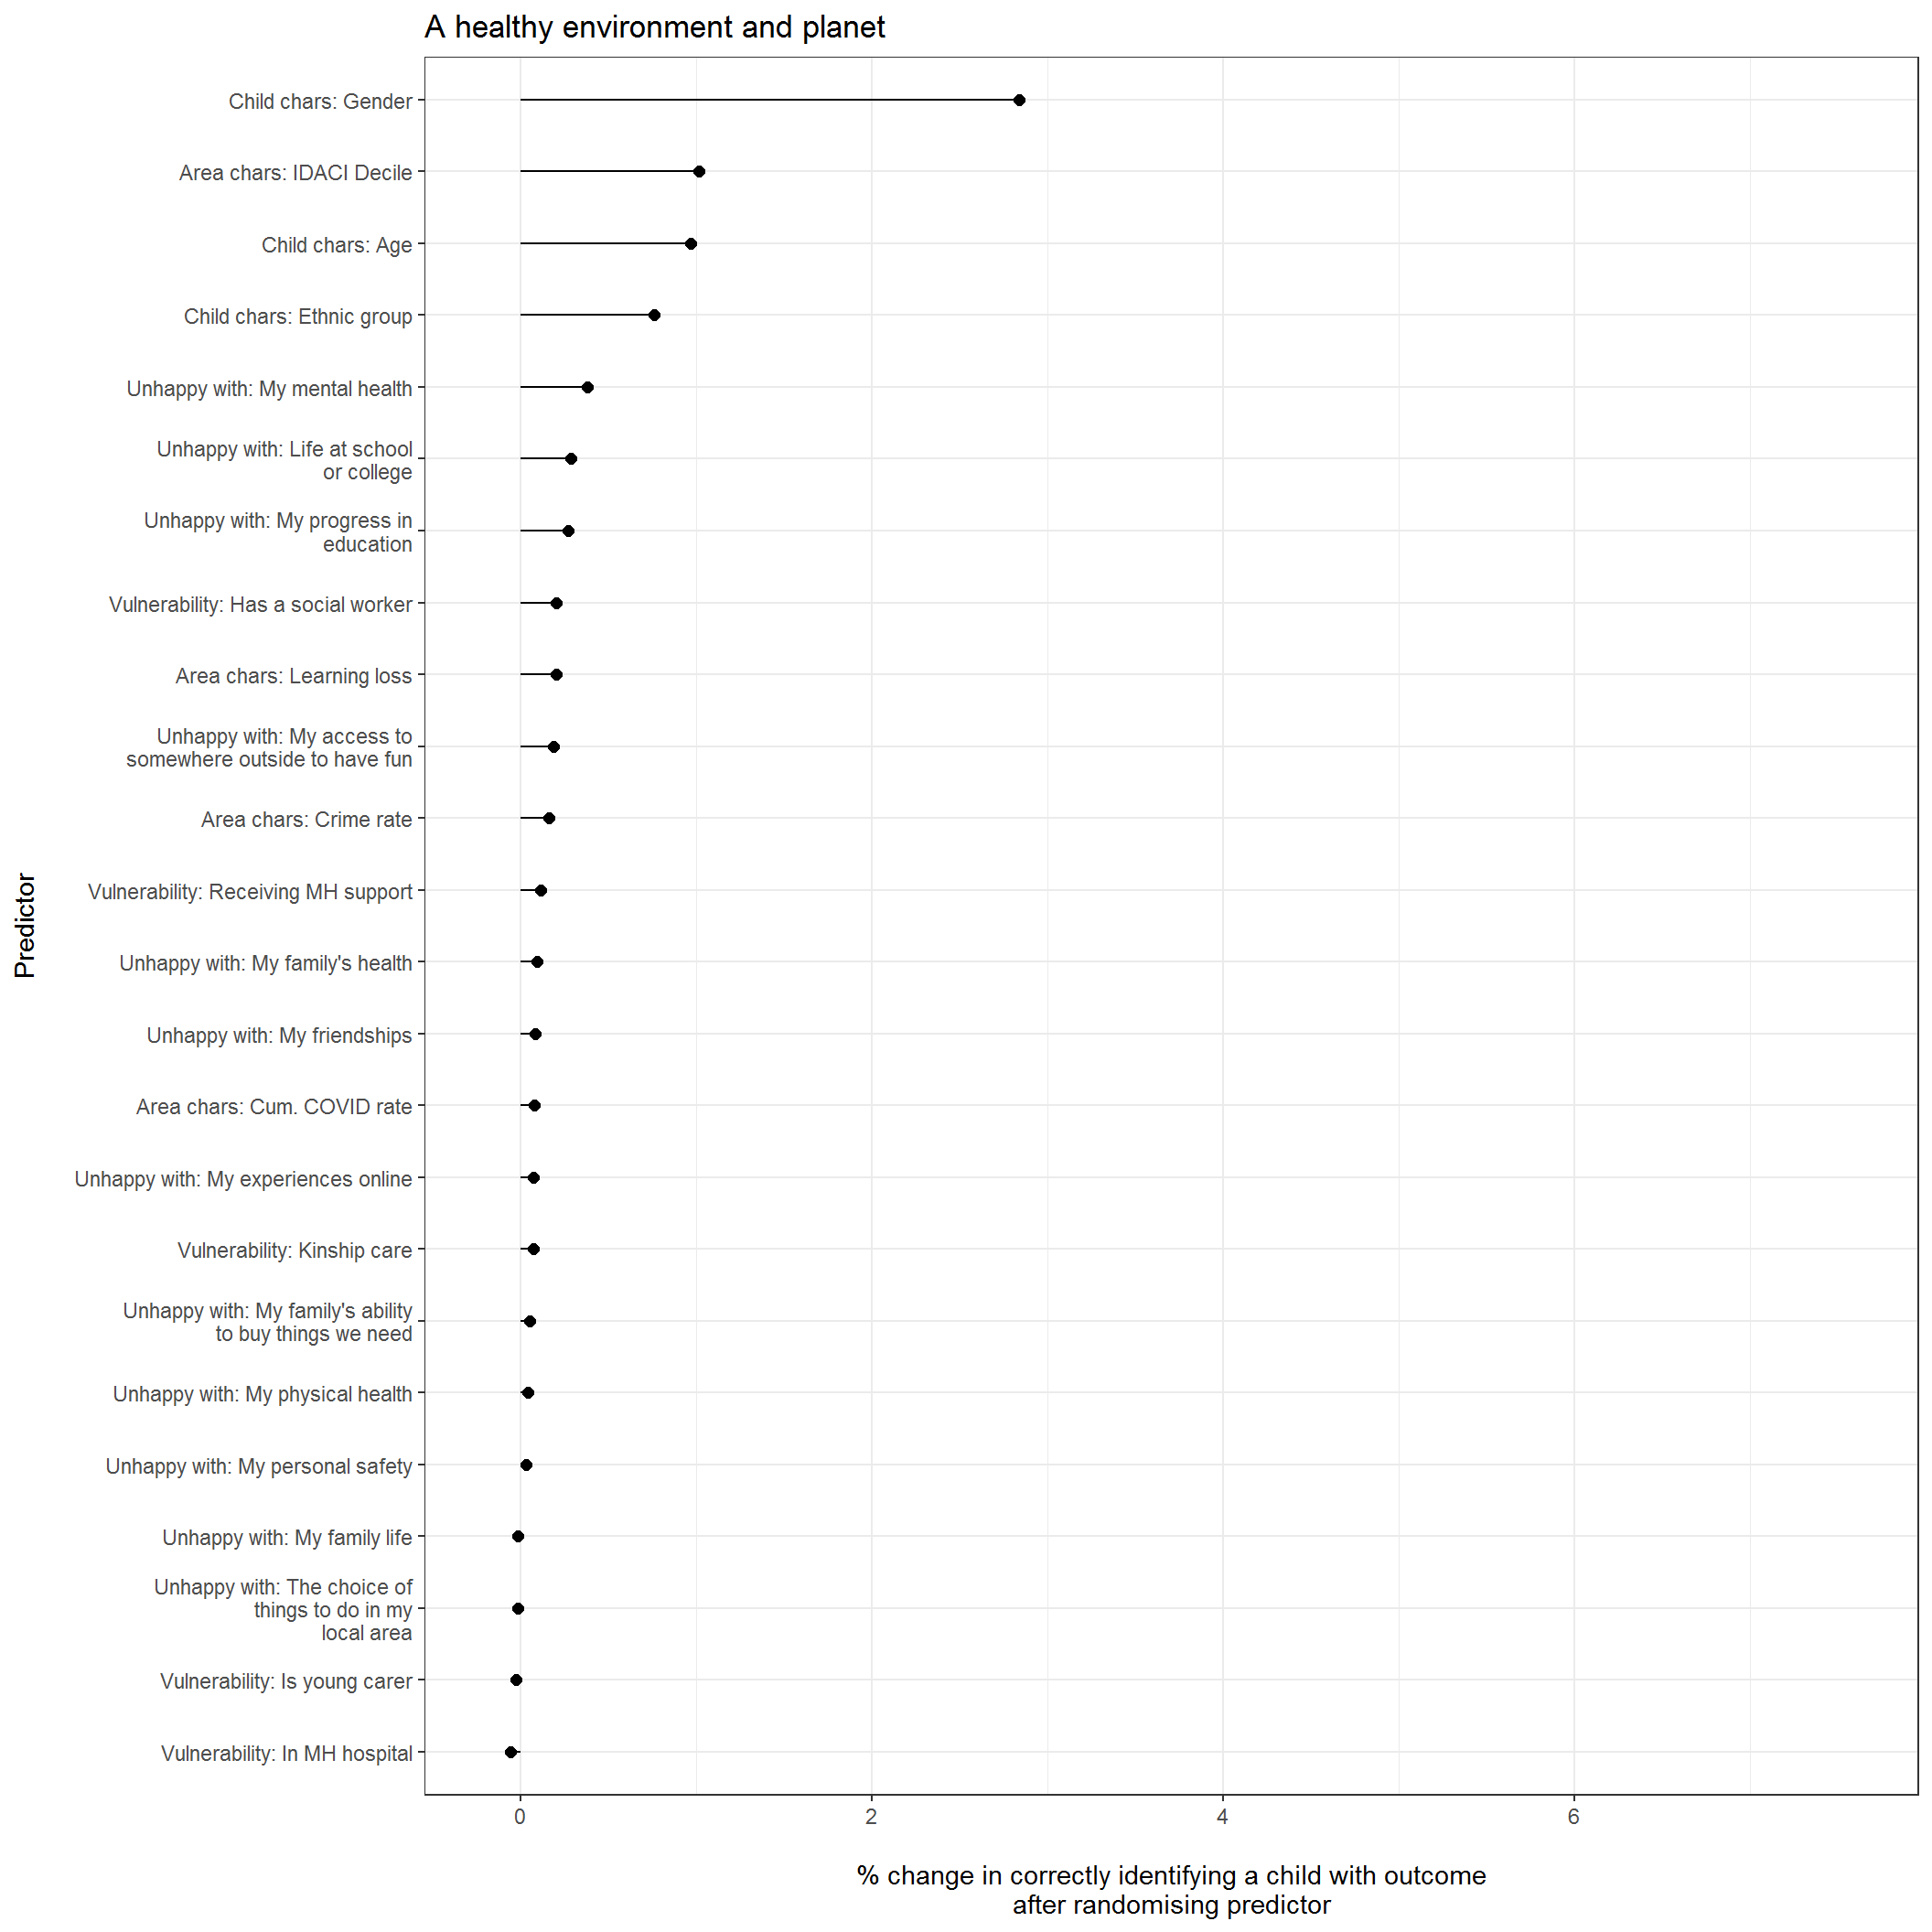 A healthy environment and planet
Child chars: Gender
Area chars: IDACI Decile
Child chars: Age
Child chars: Ethnic group
Unhappy with: My mental health
Unhappy with: Life at school
or college
Unhappy with: My progress in
education
Vulnerability: Has a social worker
Area chars: Learning loss
Unhappy with: My access to
somewhere outside to have fun
Area chars: Crime rate
Vulnerability: Receiving MH support
Unhappy with: My family's health
Unhappy with: My friendships
Area chars: Cum. COVID rate
Unhappy with: My experiences online
Vulnerability: Kinship care
Unhappy with: My family's ability
to buy things we need
Unhappy with: My physical health
Unhappy with: My personal safety
Unhappy with: My family life
Unhappy with: The choice of
things to do in my
local area
Vulnerability: Is young carer
Vulnerability: In MH hospital
Predictor
0 2 4 6
% change in correctly identifying a child with outcome
after randomising predictor